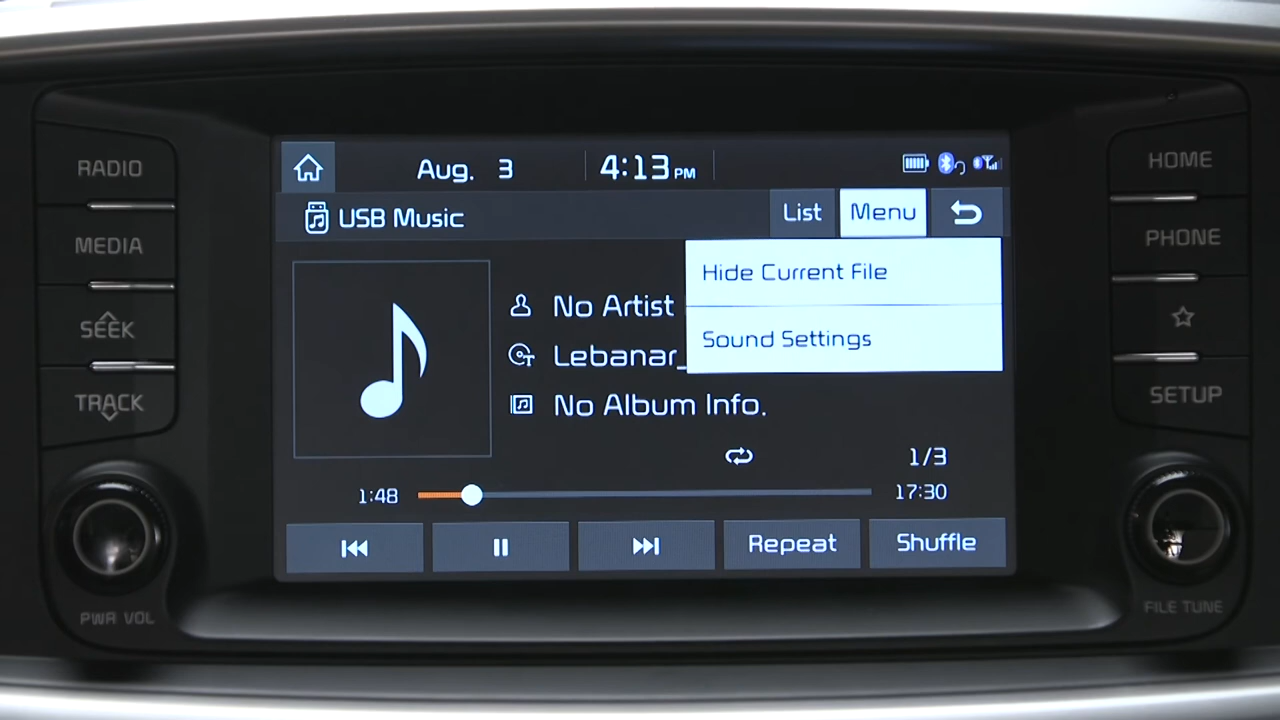 RADIO
MEDIA
SEEK
TRACK
PWR VOL
Aug. 3 4:13 PM
USB Music List Menu
Hide Current File
Sound Settings
No Artist
Lebanar_
No Album Info.
1/3
1:48 17:30
Repeat Shuffle
HOME
PHONE
SETUP
FILE TUNE